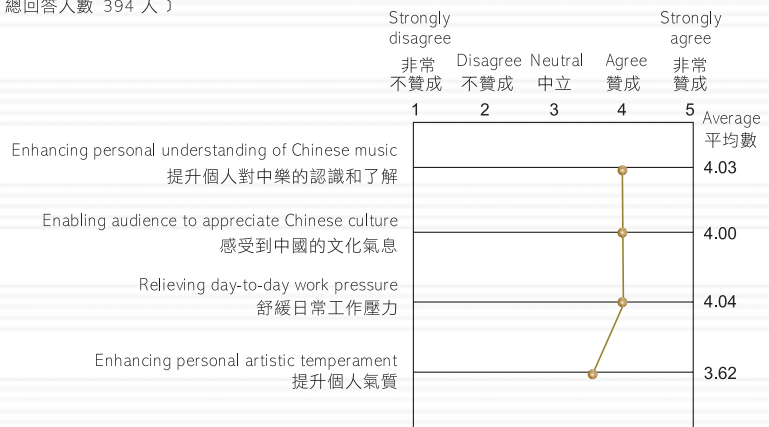 總回答人數 394 人 )
Strongly disagree
Strongly agree
Disagree
Neutral
Agree
非常不贊成
不贊成
中立
贊成
非常贊成
1 2 3 4 5
Average
平均數
Enhancing personal understanding of Chinese music
提升個人對中樂的認識和了解
4.03
Enabling audience to appreciate Chinese culture
感受到中國的文化氣息
4.00
Relieving day-to-day work pressure
舒緩日常工作壓力
4.04
Enhancing personal artistic temperament
提升個人氣質
3.62